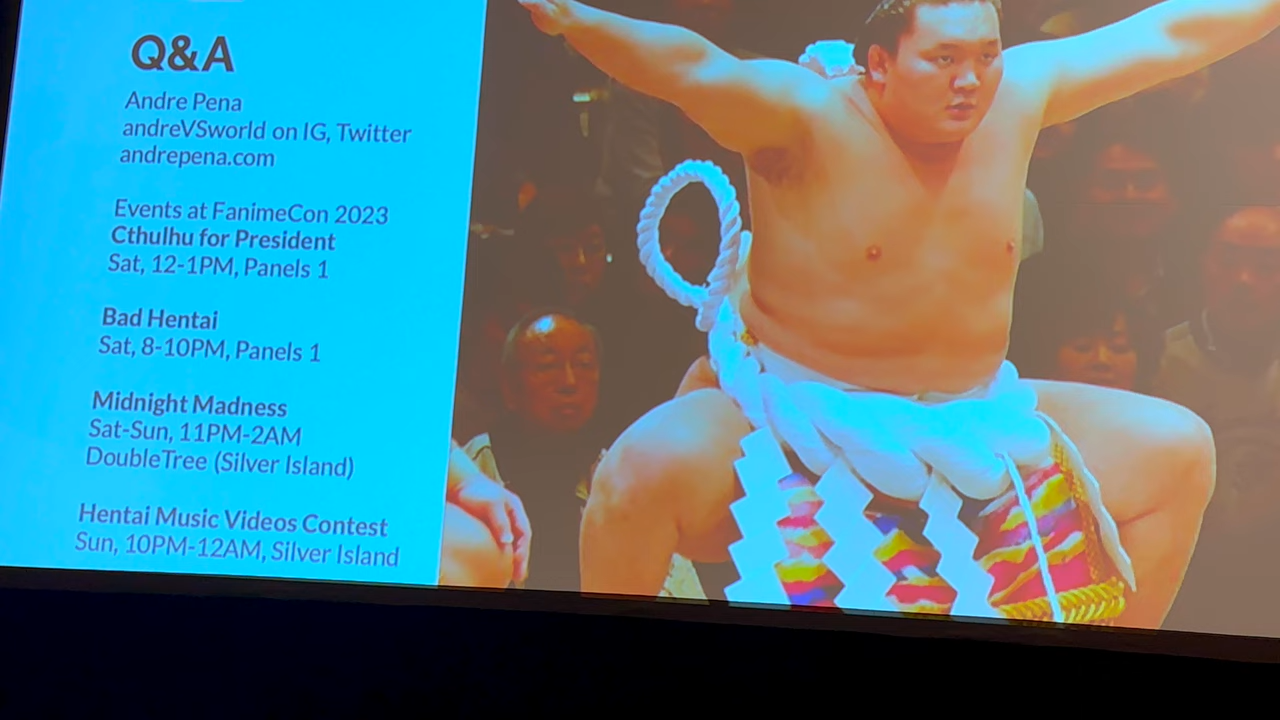 Q&A
Andre Pena
andreVSworld on IG, Twitter
andrepena.com
Events at FanimeCon 2023
Cthulhu for President
Sat, 12-1PM, Panels 1
Bad Hentai
Sat, 8-10PM, Panels 1
Midnight Madness
Sat-Sun, 11PM-2AM
DoubleTree (Silver Island)
Hentai Music Videos Contest
Sun, 10PM-12AM, Silver Island